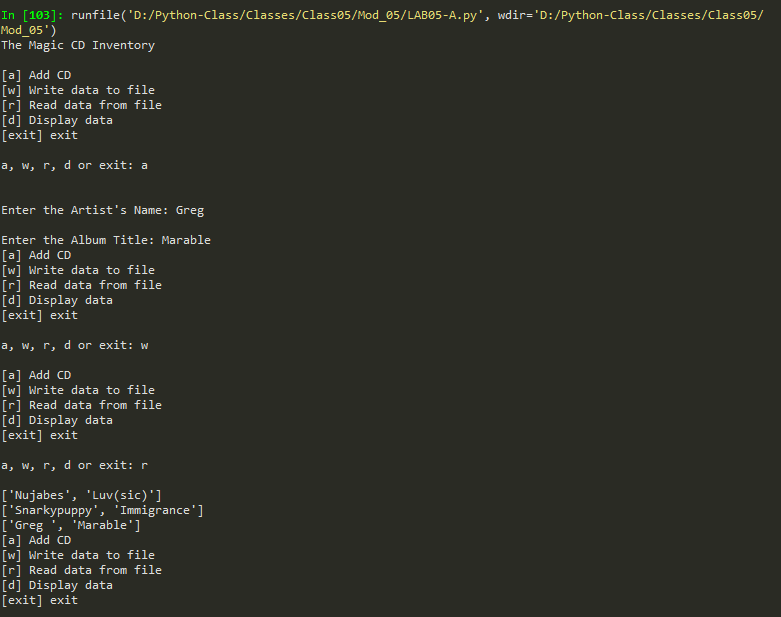 In [103]: runfile('D:/Python-Class/Classes/Class05/Mod_05/LAB05-A.py', wdir='D:/Python-Class/Classes/Class05/
Mod_05')
The Magic CD Inventory
[a] Add CD
[w] Write data to file
[r] Read data from file
[d] Display data
[exit] exit
a, w, r, d or exit: a
Enter the Artist's Name: Greg
Enter the Album Title: Marable
[a] Add CD
[w] Write data to file
[r] Read data from file
[d] Display data
[exit] exit
a, w, r, d or exit: w
[a] Add CD
[w] Write data to file
[r] Read data from file
[d] Display data
[exit] exit
a, w, r, d or exit: r
['Nujabes', 'Luv(sic)']
['Snarkypuppy', 'Immigrance']
['Greg ', 'Marable']
[a] Add CD
[w] Write data to file
[r] Read data from file
[d] Display data
[exit] exit